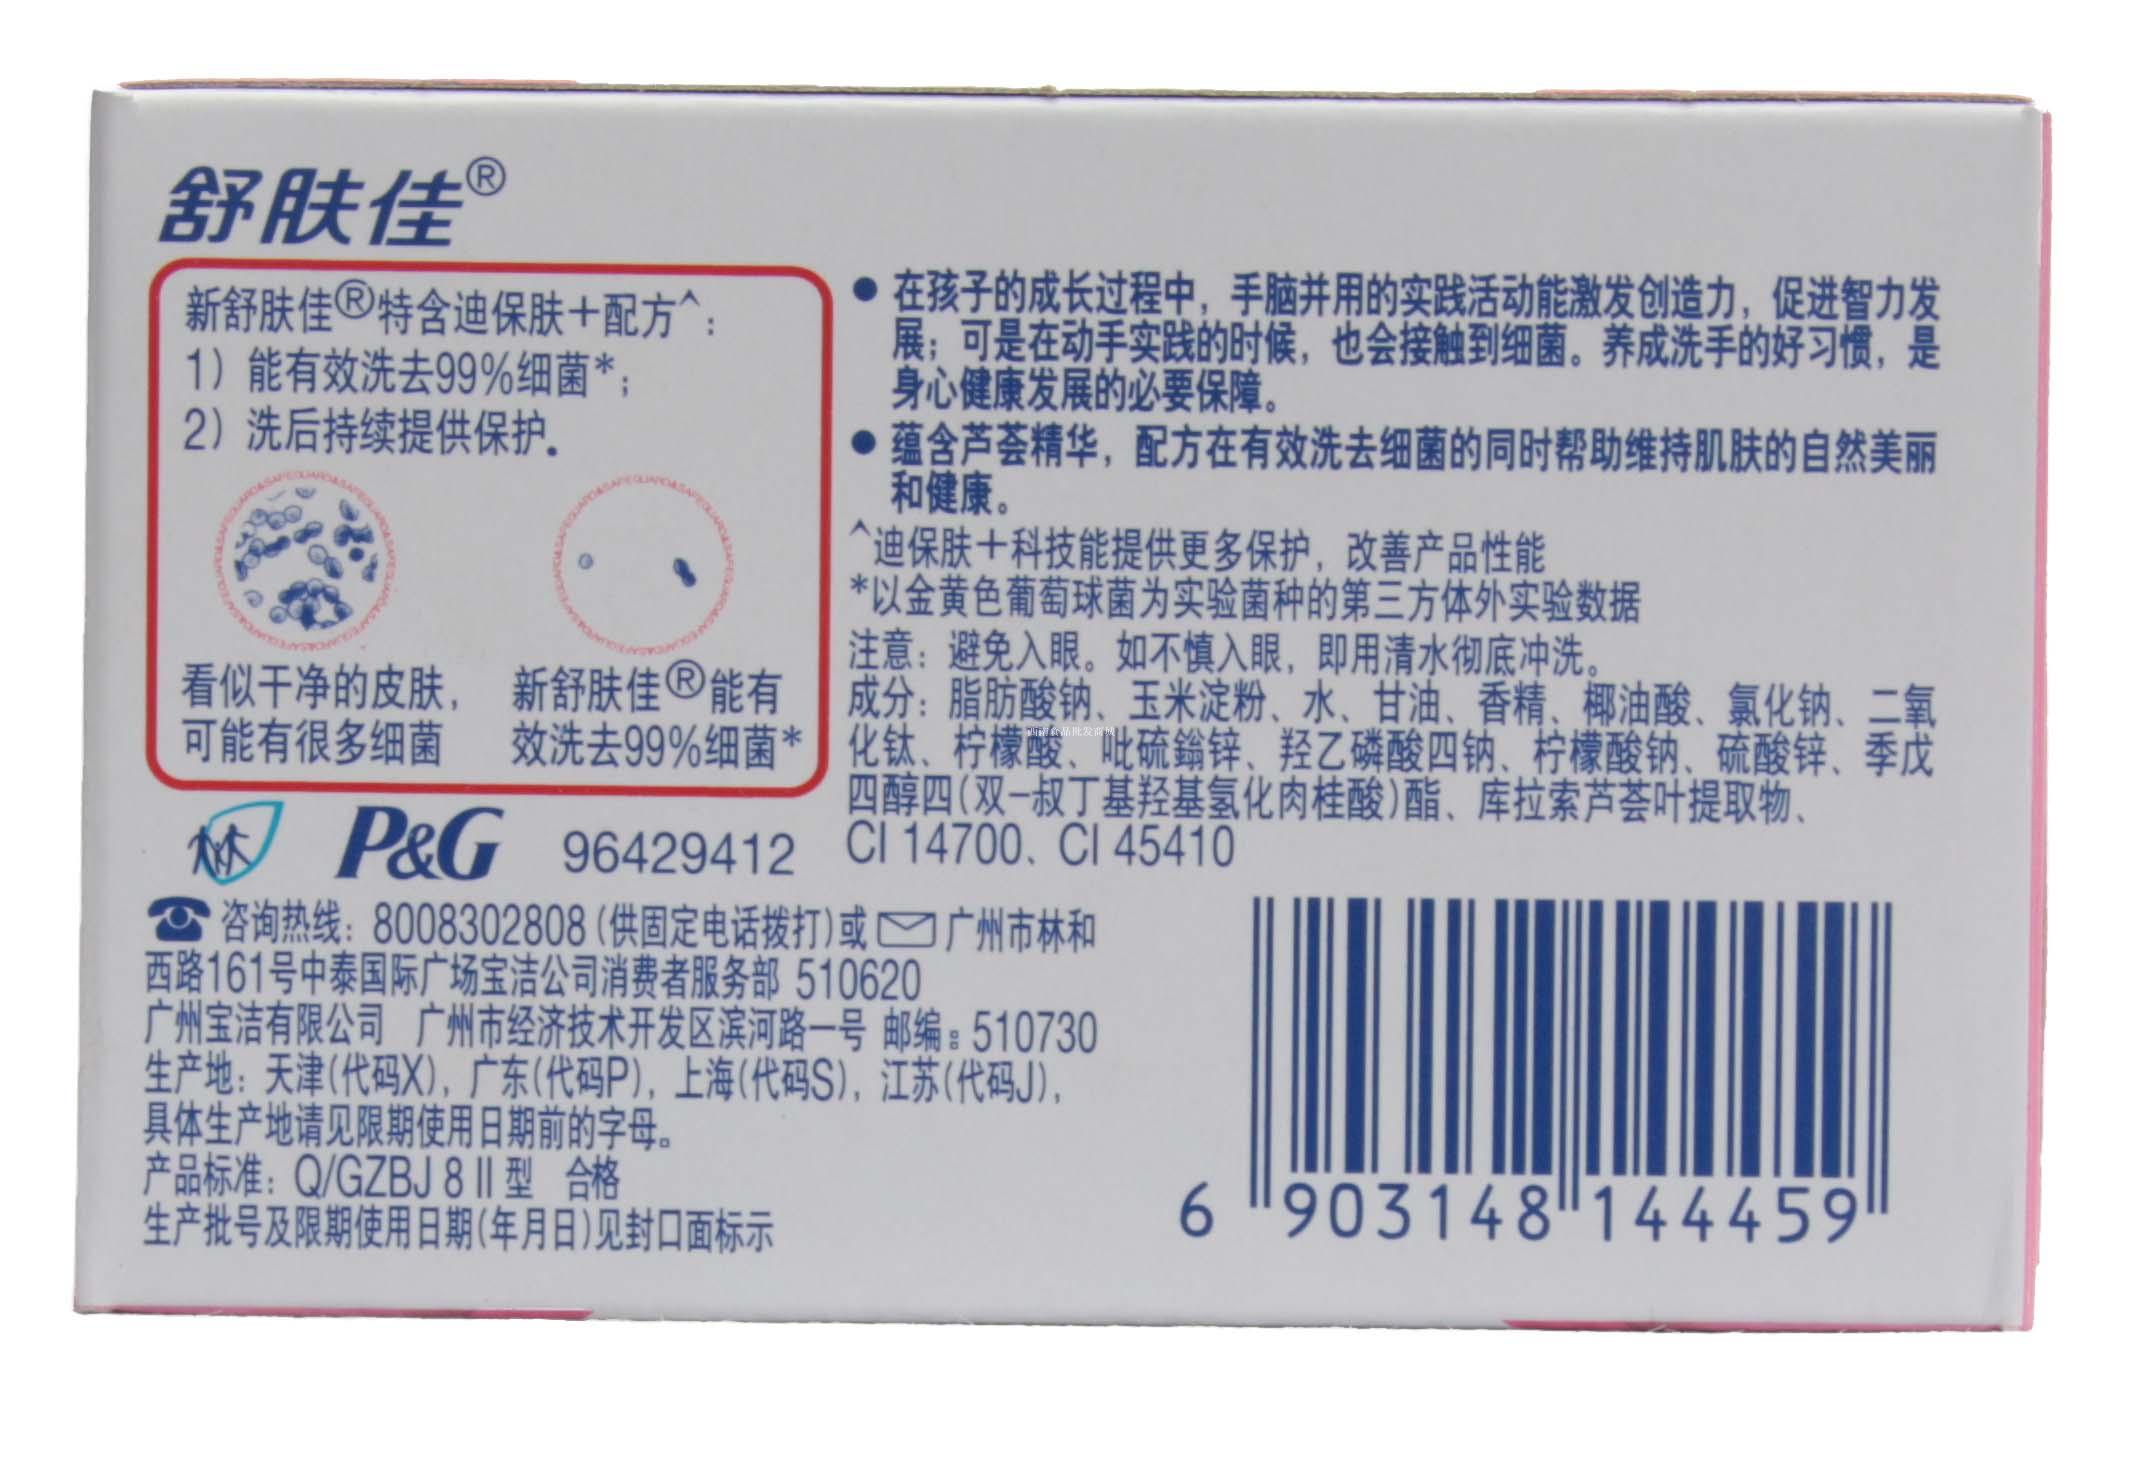 舒肤佳®
新舒肤佳®特含迪保肤+配方^：
1）能有效洗去99%细菌*；
2）洗后持续提供保护.
看似干净的皮肤，
可能有很多细菌
新舒肤佳®能有
效洗去99%细菌*
● 在孩子的成长过程中，手脑并用的实践活动能激发创造力，促进智力发
展；可是在动手实践的时候，也会接触到细菌。养成洗手的好习惯，是
身心健康发展的必要保障。
● 蕴含芦荟精华，配方在有效洗去细菌的同时帮助维持肌肤的自然美丽
和健康。
^迪保肤+科技能提供更多保护，改善产品性能
*以金黄色葡萄球菌为实验菌种的第三方体外实验数据
注意：避免入眼。如不慎入眼，即用清水彻底冲洗。
成分：脂肪酸钠、玉米淀粉、水、甘油、香精、椰油酸、氯化钠、二氧
化钛、柠檬酸、吡硫鎓锌、羟乙磷酸四钠、柠檬酸钠、硫酸锌、季戊
四醇四(双-叔丁基羟基氢化肉桂酸)酯、库拉索芦荟叶提取物、
CI 14700、CI 45410
P&G 96429412
咨询热线：8008302808(供固定电话拨打)或 广州市林和
西路161号中泰国际广场宝洁公司消费者服务部 510620
广州宝洁有限公司 广州市经济技术开发区滨河路一号 邮编：510730
生产地：天津(代码X)，广东(代码P)，上海(代码S)，江苏(代码J)，
具体生产地请见限期使用日期前的字母。
产品标准：Q/GZBJ 8 II 型 合格
生产批号及限期使用日期(年月日)见封口面标示
6 903148 144459